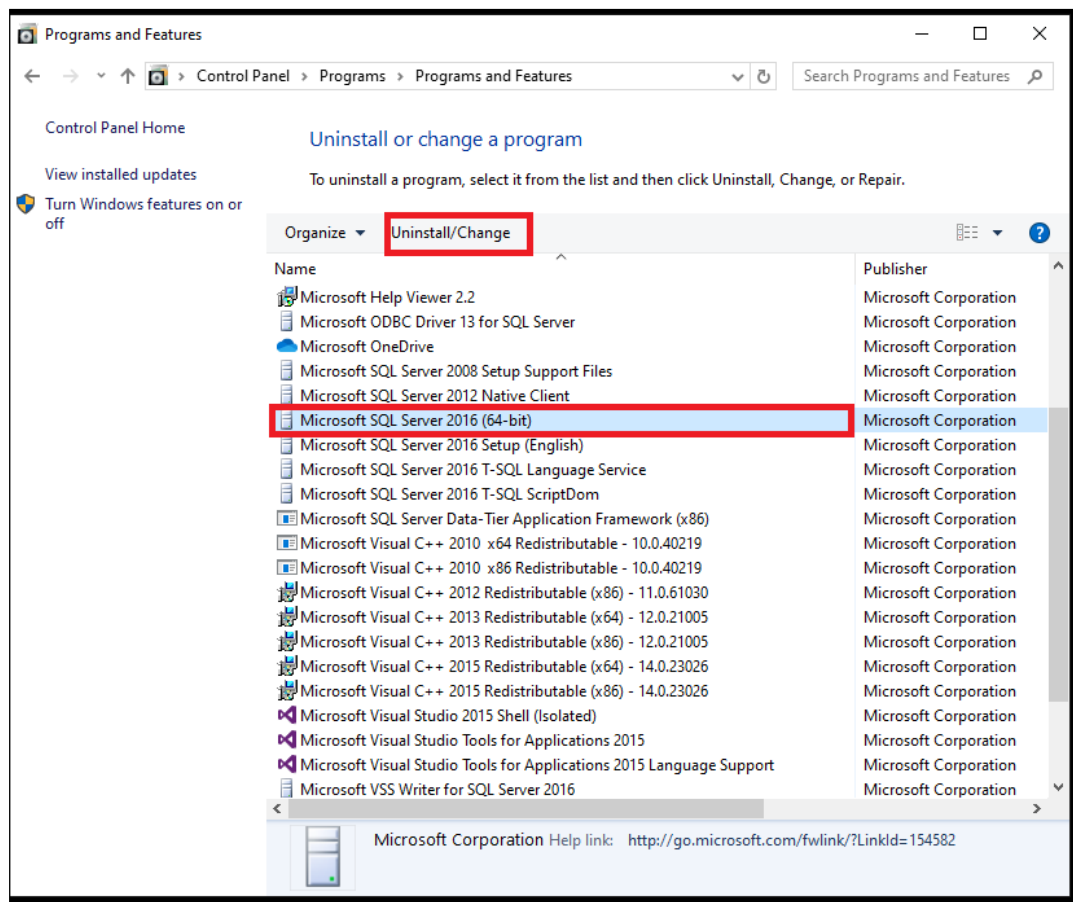 Programs and Features
Control Panel > Programs > Programs and Features
Search Programs and Features
Control Panel Home
View installed updates
Turn Windows features on or
off
Uninstall or change a program
To uninstall a program, select it from the list and then click Uninstall, Change, or Repair.
Organize Uninstall/Change ?
Name Publisher
Microsoft Help Viewer 2.2 Microsoft Corporation
Microsoft ODBC Driver 13 for SQL Server Microsoft Corporation
Microsoft OneDrive Microsoft Corporation
Microsoft SQL Server 2008 Setup Support Files Microsoft Corporation
Microsoft SQL Server 2012 Native Client Microsoft Corporation
Microsoft SQL Server 2016 (64-bit) Microsoft Corporation
Microsoft SQL Server 2016 Setup (English) Microsoft Corporation
Microsoft SQL Server 2016 T-SQL Language Service Microsoft Corporation
Microsoft SQL Server 2016 T-SQL ScriptDom Microsoft Corporation
Microsoft SQL Server Data-Tier Application Framework (x86) Microsoft Corporation
Microsoft Visual C++ 2010  x64 Redistributable - 10.0.40219 Microsoft Corporation
Microsoft Visual C++ 2010  x86 Redistributable - 10.0.40219 Microsoft Corporation
Microsoft Visual C++ 2012 Redistributable (x86) - 11.0.61030 Microsoft Corporation
Microsoft Visual C++ 2013 Redistributable (x64) - 12.0.21005 Microsoft Corporation
Microsoft Visual C++ 2013 Redistributable (x86) - 12.0.21005 Microsoft Corporation
Microsoft Visual C++ 2015 Redistributable (x64) - 14.0.23026 Microsoft Corporation
Microsoft Visual C++ 2015 Redistributable (x86) - 14.0.23026 Microsoft Corporation
Microsoft Visual Studio 2015 Shell (Isolated) Microsoft Corporation
Microsoft Visual Studio Tools for Applications 2015 Microsoft Corporation
Microsoft Visual Studio Tools for Applications 2015 Language Support Microsoft Corporation
Microsoft VSS Writer for SQL Server 2016 Microsoft Corporation
Microsoft Corporation Help link: http://go.microsoft.com/fwlink/?LinkId=154582